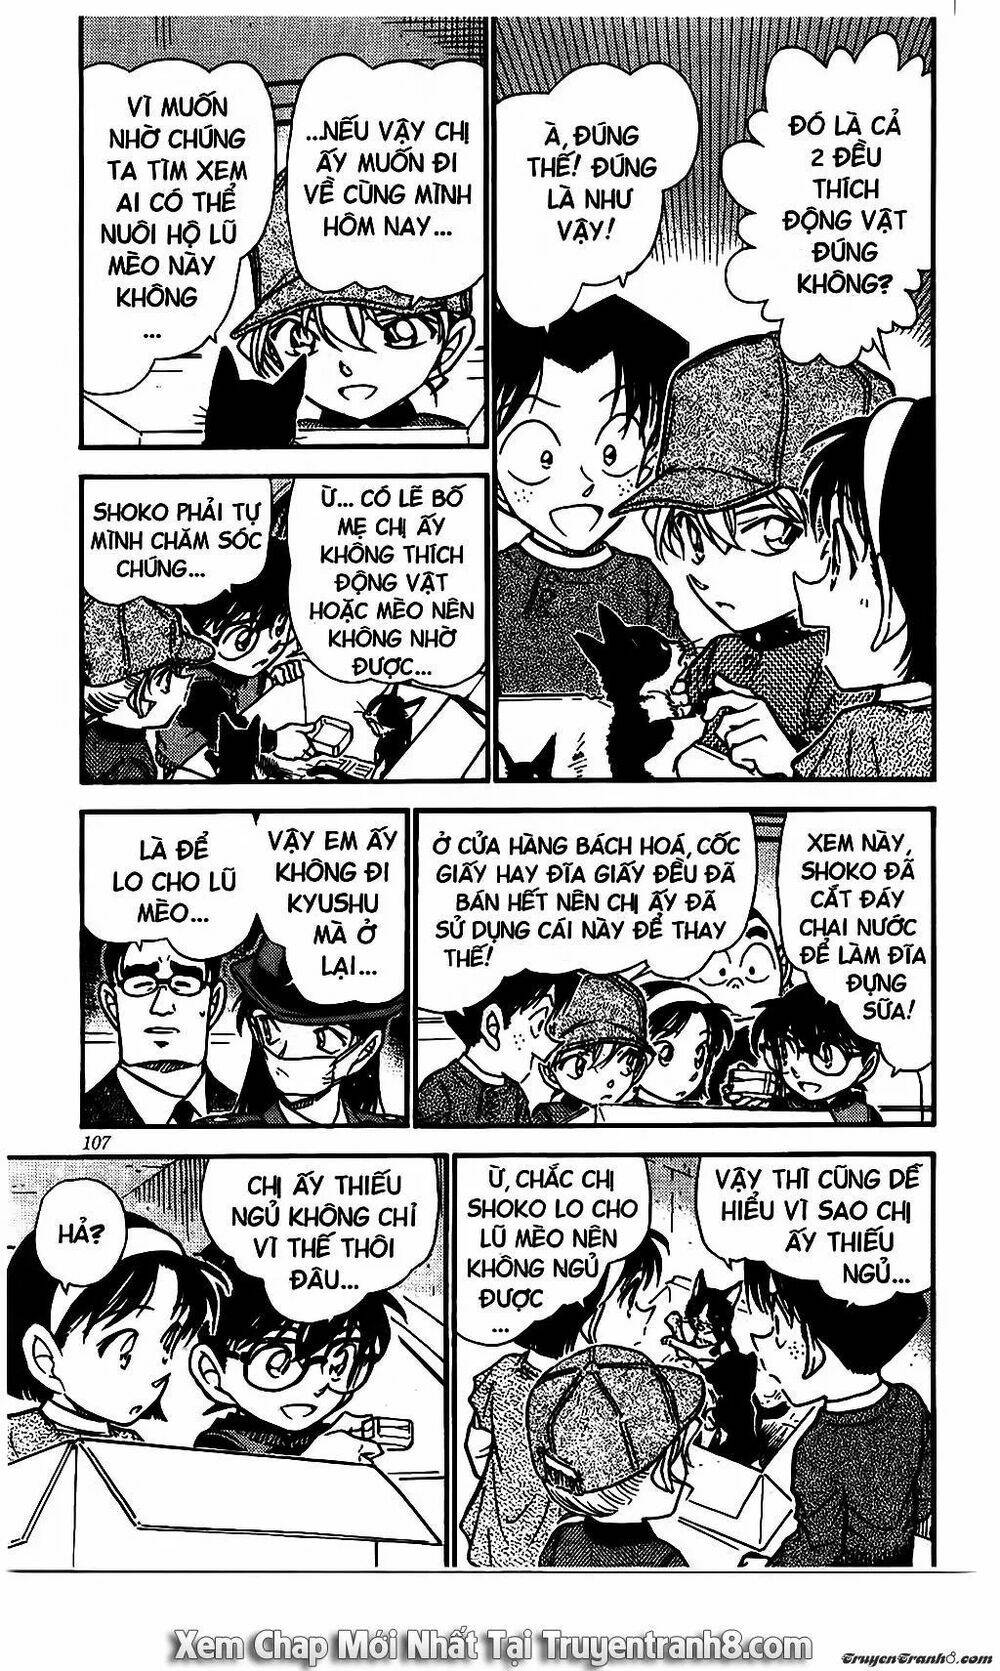 ĐÓ LÀ CẢ
2 ĐỀU
THÍCH
ĐỘNG VẬT
ĐÚNG
KHÔNG?
À, ĐÚNG
THẾ! ĐÚNG
LÀ NHƯ
VẬY!
...NẾU VẬY CHỊ
ẤY MUỐN ĐI
VỀ CÙNG MÌNH
HÔM NAY...
VÌ MUỐN
NHỜ CHÚNG
TA TÌM XEM
AI CÓ THỂ
NUÔI HỘ LŨ
MÈO NÀY
KHÔNG
...
Ừ... CÓ LẼ BỐ
MẸ CHỊ ẤY
KHÔNG THÍCH
ĐỘNG VẬT
HOẶC MÈO NÊN
KHÔNG NHỜ
ĐƯỢC...
SHOKO PHẢI TỰ
MÌNH CHĂM SÓC
CHÚNG...
XEM NÀY,
SHOKO ĐÃ
CẮT ĐÁY
CHAI NƯỚC
ĐỂ LÀM ĐĨA
ĐỰNG
SỮA!
Ở CỬA HÀNG BÁCH HOÁ, CỐC
GIẤY HAY ĐĨA GIẤY ĐỀU ĐÃ
BÁN HẾT NÊN CHỊ ẤY ĐÃ
SỬ DỤNG CÁI NÀY ĐỂ THAY
THẾ!
VẬY EM ẤY
KHÔNG ĐI
KYUSHU
MÀ Ở
LẠI...
LÀ ĐỂ
LO CHO LŨ
MÈO...
107
VẬY THÌ CŨNG DỄ
HIỂU VÌ SAO CHỊ
ẤY THIẾU
NGỦ...
Ừ, CHẮC CHỊ
SHOKO LO CHO
LŨ MÈO NÊN
KHÔNG NGỦ
ĐƯỢC
...
CHỊ ẤY THIẾU
NGỦ KHÔNG CHỈ
VÌ THẾ THÔI
ĐÂU...
HẢ?
Xem Chap Mới Nhất Tại Truyentranh8.com
TruyenTranh8.com